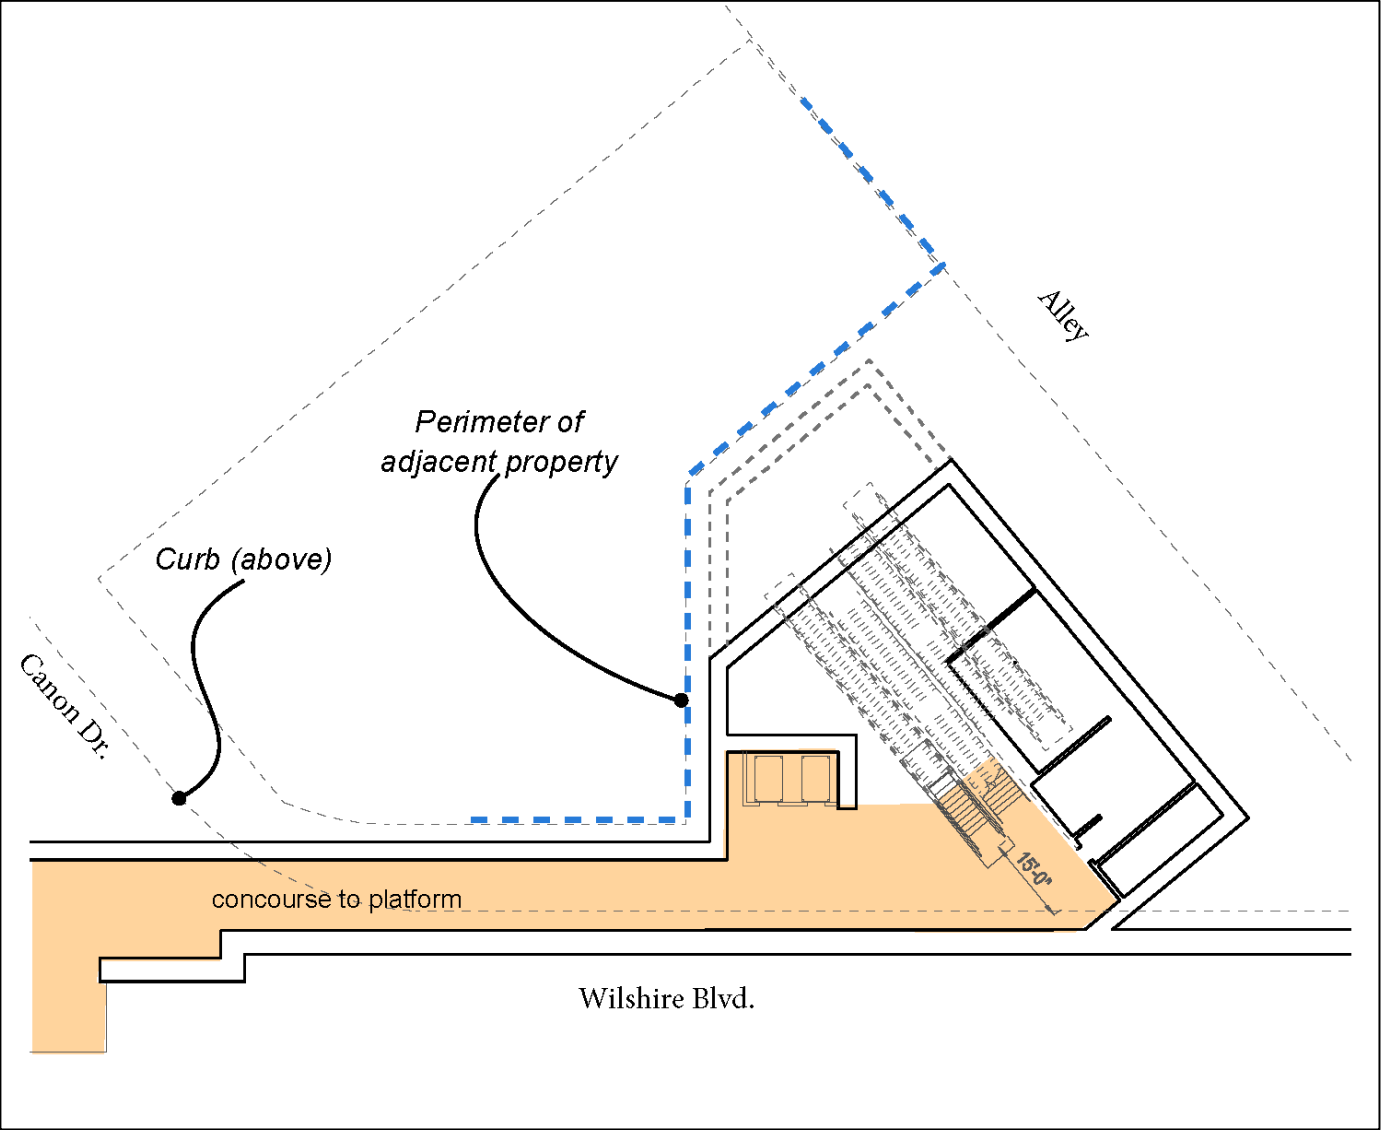 Alley
Perimeter of
adjacent property
Curb (above)
Canon Dr.
15'-0"
concourse to platform
Wilshire Blvd.